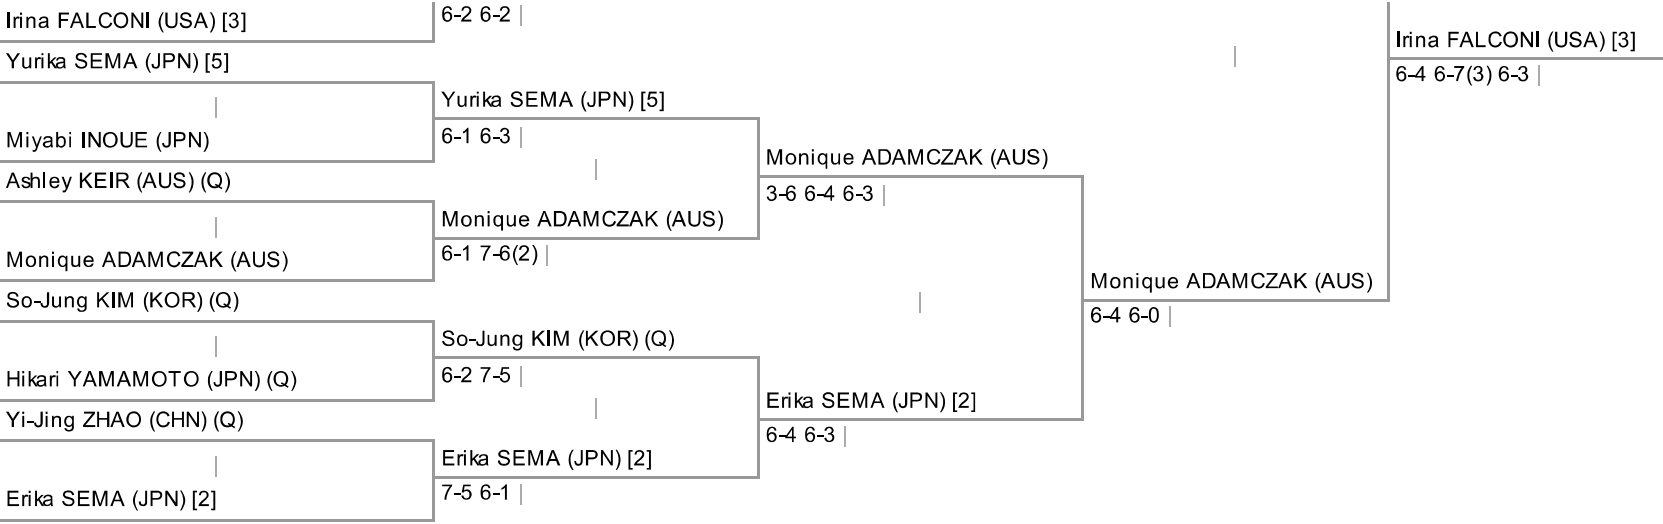 Irina FALCONI (USA) [3]
Yurika SEMA (JPN) [5]
Miyabi INOUE (JPN)
Ashley KEIR (AUS) (Q)
Monique ADAMCZAK (AUS)
So-Jung KIM (KOR) (Q)
Hikari YAMAMOTO (JPN) (Q)
Yi-Jing ZHAO (CHN) (Q)
Erika SEMA (JPN) [2]
6-2 6-2
Yurika SEMA (JPN) [5]
6-1 6-3
Monique ADAMCZAK (AUS)
6-1 7-6(2)
So-Jung KIM (KOR) (Q)
6-2 7-5
Erika SEMA (JPN) [2]
7-5 6-1
Monique ADAMCZAK (AUS)
3-6 6-4 6-3
Erika SEMA (JPN) [2]
6-4 6-3
Monique ADAMCZAK (AUS)
6-4 6-0
Irina FALCONI (USA) [3]
6-4 6-7(3) 6-3